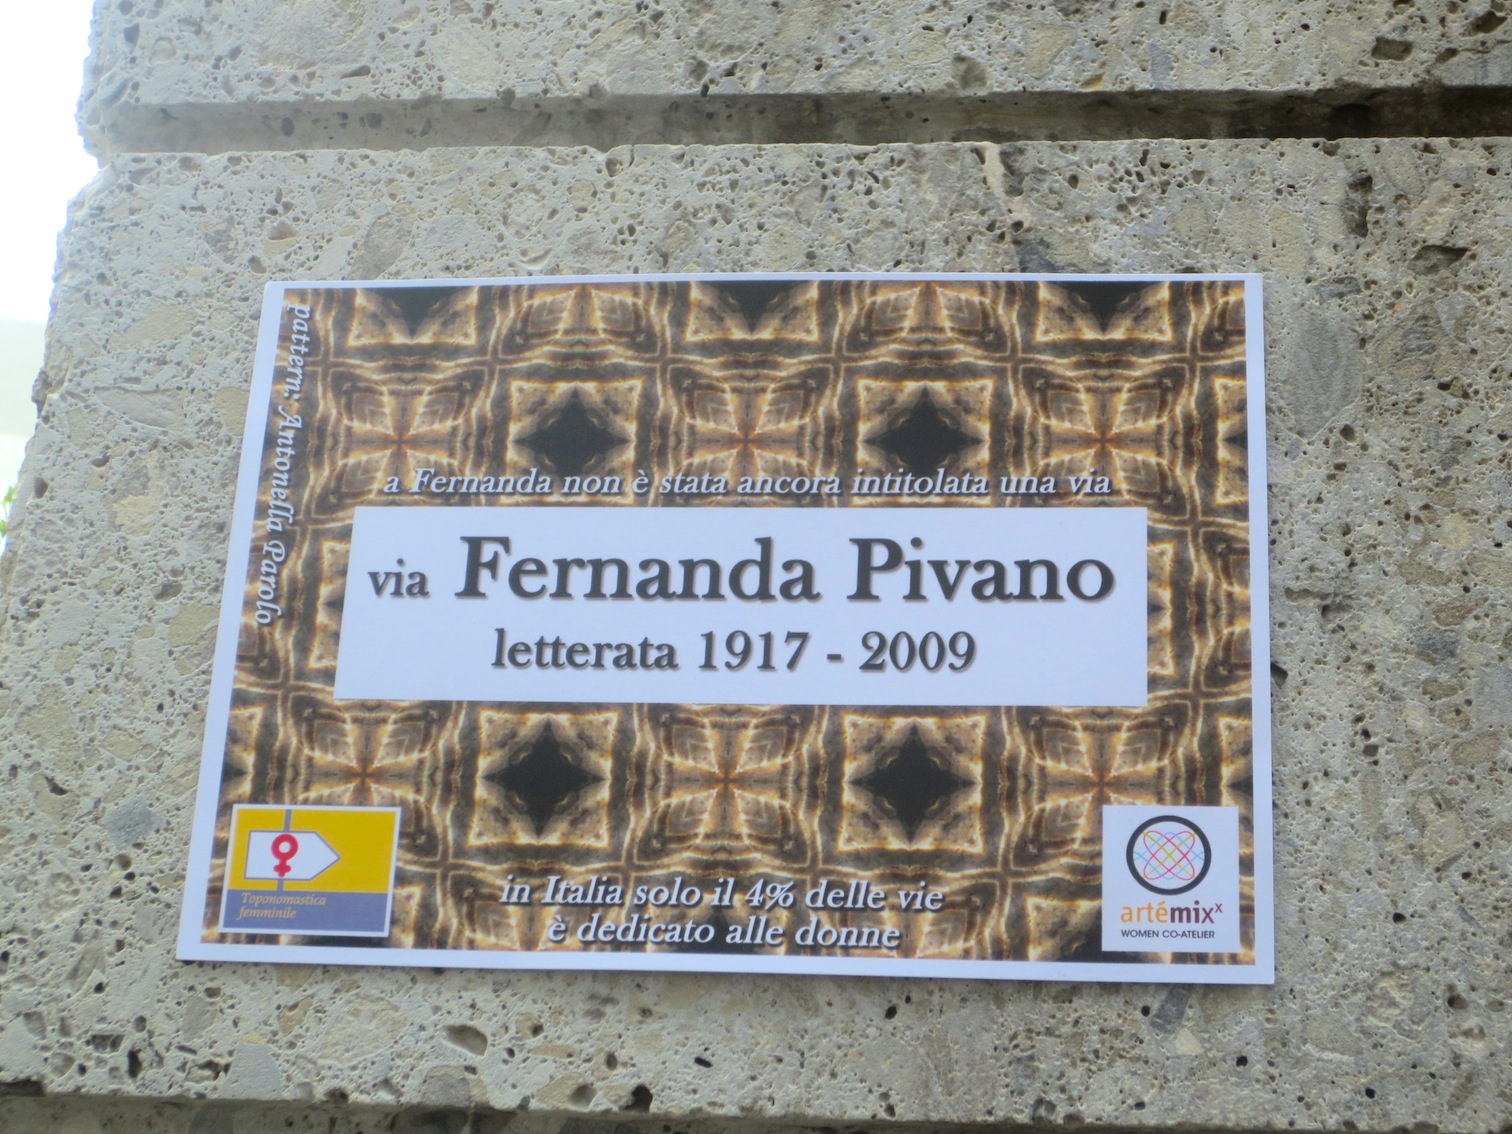 pattern: Antonella Parolo
a Fernanda non è stata ancora intitolata una via
via Fernanda Pivano
letterata 1917 - 2009
Toponomastica
femminile
in Italia solo il 4% delle vie
è dedicato alle donne
artémixx
WOMEN CO-ATELIER